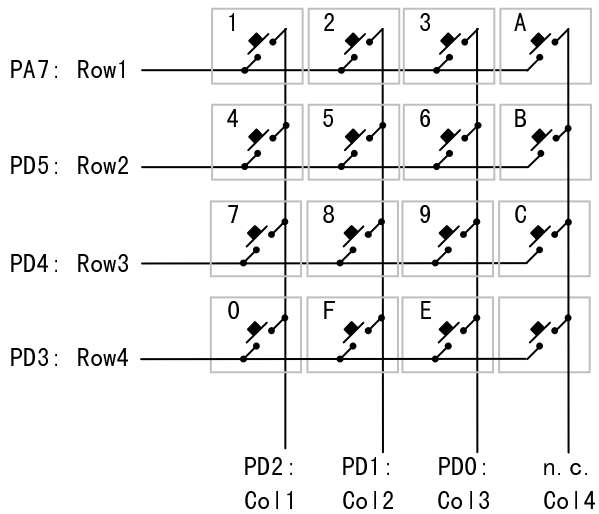 1 2 3 A
PA7: Row1
4 5 6 B
PD5: Row2
7 8 9 C
PD4: Row3
0 F E
PD3: Row4
PD2: PD1: PD0: n.c.
Col1 Col2 Col3 Col4